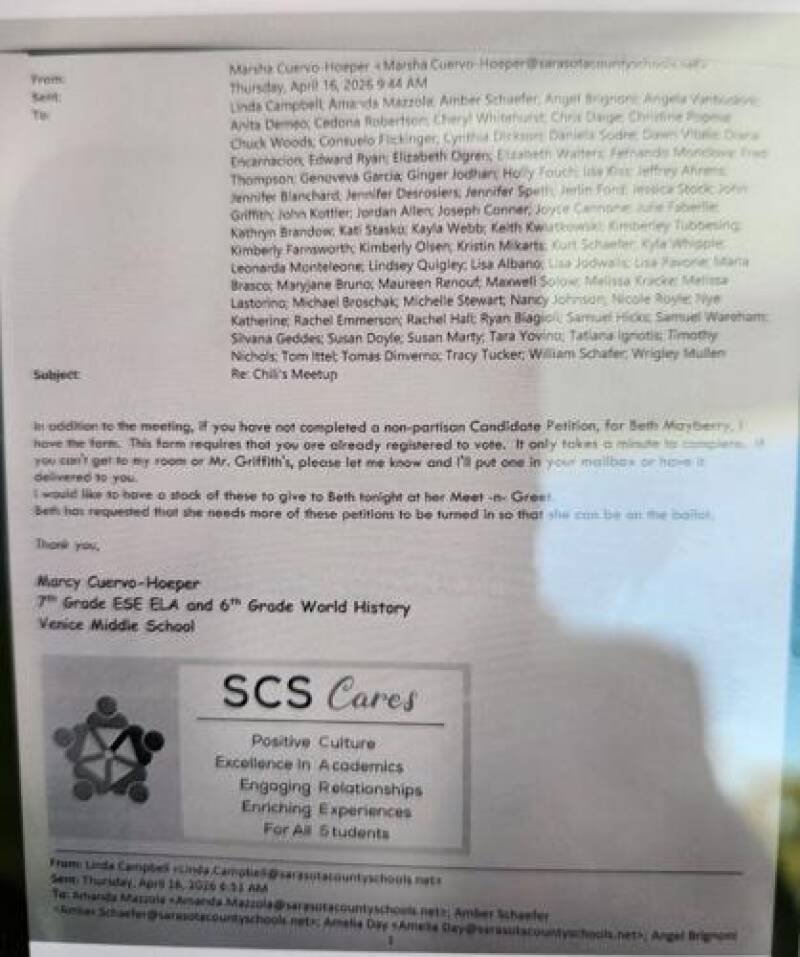 From: Marsha Cuervo-Hoeper <Marsha.Cuervo-Hoeper@sarasotacountyschools.net>
Sent: Thursday, April 16, 2026 9:44 AM
To: Linda Campbell; Amanda Mazzola; Amber Schaefer; Angel Brignoni; Angela
Anita Demeo; Cedona Robertson; Cheryl Whitehurst; Chris Daige; Christine
Chuck Woods; Consuelo Flickinger; Cynthia Dickson; Daniela Sodre; Dawn Vitale; Diana
Encarnacion; Edward Ryan; Elizabeth Ogren; Elizabeth Walters; Fernando Fred
Thompson; Genoveva Garcia; Ginger Jodhan; Holly Fouch; Lisa Kiss; Jeffrey Ahrens;
Jennifer Blanchard; Jennifer Desrosiers; Jennifer Speth; Jerlin Ford; Jessica Stock; John
Griffith; John Kottler; Jordan Allen; Joseph Conner; Joyce Cannone; Julie
Kathryn Brandow; Kati Stasko; Kayla Webb; Keith Kwiatkowski; Kimberley Tubbesing;
Kimberly Farnsworth; Kimberly Olsen; Kristin Mikarts; Kurt Schaefer; Kyla Whipple;
Leonarda Monteleone; Lindsey Quigley; Lisa Albano; Lisa Jodwalis; Lisa Pavone; Maria
Brasco; Maryjane Bruno; Maureen Renouf; Maxwell Solow; Melissa Kracke; Melissa
Lastorino; Michael Broschak; Michelle Stewart; Nancy Johnson; Nicole Royle; Nye
Katherine; Rachel Emmerson; Rachel Hall; Ryan Biagioli; Samuel Hicks; Samuel Wareham;
Silvana Geddes; Susan Doyle; Susan Marty; Tara Yovino; Tatiana Ignotis; Timothy
Nichols; Tom Ittel; Tomas Dinverno; Tracy Tucker; William Schafer; Wrigley Mullen
Subject: Re: Chili's Meetup
In addition to the meeting, if you have not completed a non-partisan Candidate Petition, for Beth Mayberry, I
have the form. This form requires that you are already registered to vote. It only takes a minute to complete. If
you can't get to my room or Mr. Griffith's, please let me know and I'll put one in your mailbox or have it
delivered to you.
I would like to have a stack of these to give to Beth tonight at her Meet -n- Greet.
Beth has requested that she needs more of these petitions to be turned in so that she can be on the ballot.
Thank you,
Marcy Cuervo-Hoeper
7th Grade ESE ELA and 6th Grade World History
Venice Middle School
SCS Cares
Positive Culture
Excellence In Academics
Engaging Relationships
Enriching Experiences
For All Students
From: Linda Campbell <Linda.Campbell@sarasotacountyschools.net>
Sent: Thursday, April 16, 2026 6:51 AM
To: Amanda Mazzola <Amanda.Mazzola@sarasotacountyschools.net>; Amber Schaefer
<Amber.Schaefer@sarasotacountyschools.net>; Amelia Day <Amelia.Day@sarasotacountyschools.net>; Angel Brignoni
1